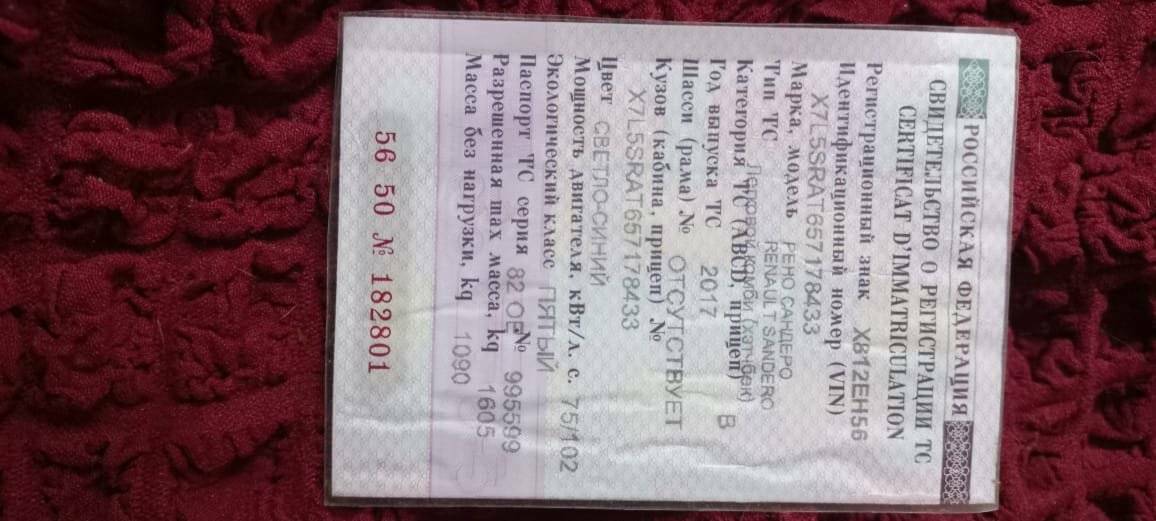 РОССИЙСКАЯ ФЕДЕРАЦИЯ
СВИДЕТЕЛЬСТВО О РЕГИСТРАЦИИ ТС
CERTIFICAT D'IMMATRICULATION
Регистрационный знак Х812ЕН56
Идентификационный номер (VIN)
X7L5SRAT657178433
Марка, модель РЕНО САНДЕРО
RENAULT SANDERO
Тип ТС Легковой комби (хэтчбек)
Категория ТС (ABCD, прицеп) B
Год выпуска ТС 2017
Шасси (рама) № ОТСУТСТВУЕТ
Кузов (кабина, прицеп) №
X7L5SRAT657178433
Цвет СВЕТЛО-СИНИЙ
Мощность двигателя, кВт/л. с. 75/102
Экологический класс ПЯТЫЙ
Паспорт ТС серия 82 ОЕ № 995599
Разрешенная max масса, kg 1605
Масса без нагрузки, kg 1090
56 50 № 182801